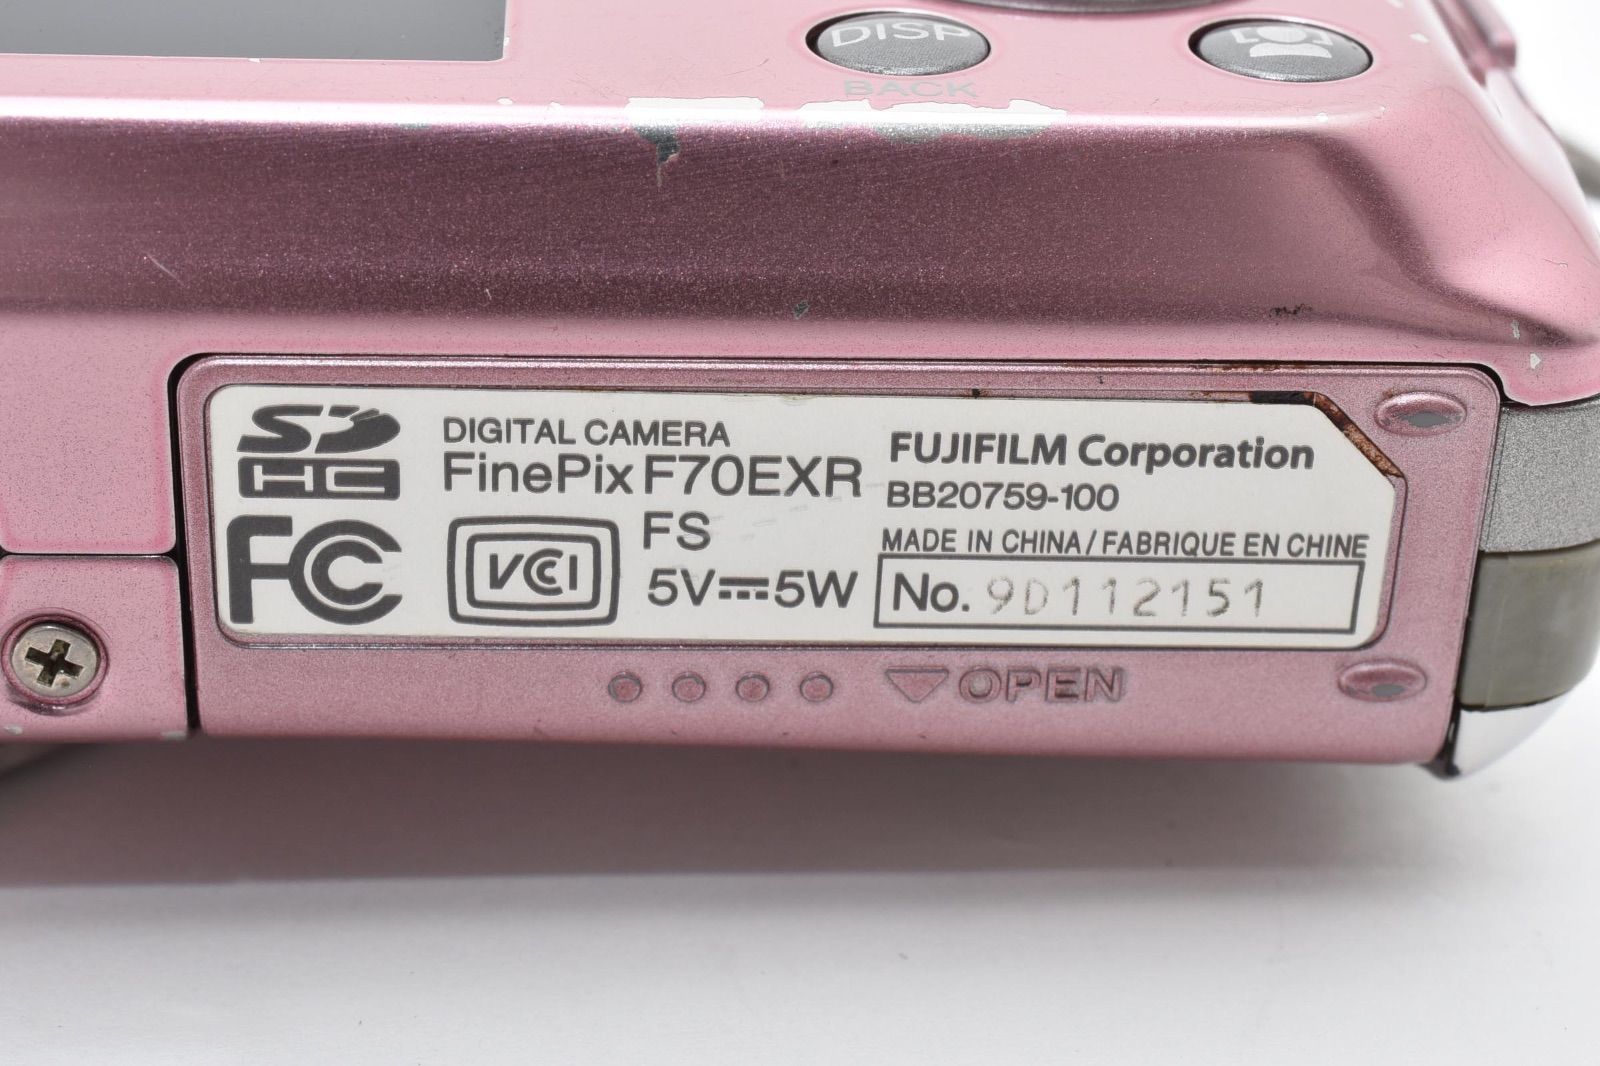 DISP
BACK
SD
HC
DIGITAL CAMERA
FinePix F70EXR
FS
5V⎓5W
FC
VCCI
FUJIFILM Corporation
BB20759-100
MADE IN CHINA/FABRIQUE EN CHINE
No. 9D112151
OPEN